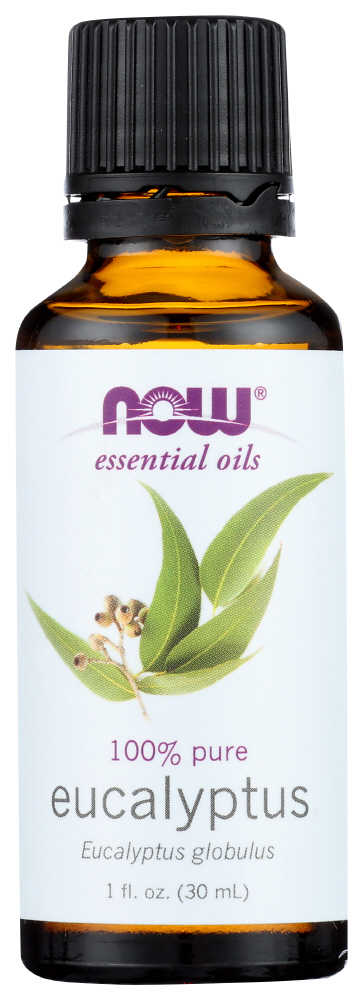 NOW®
essential oils
100% pure
eucalyptus
Eucalyptus globulus
1 fl. oz. (30 mL)